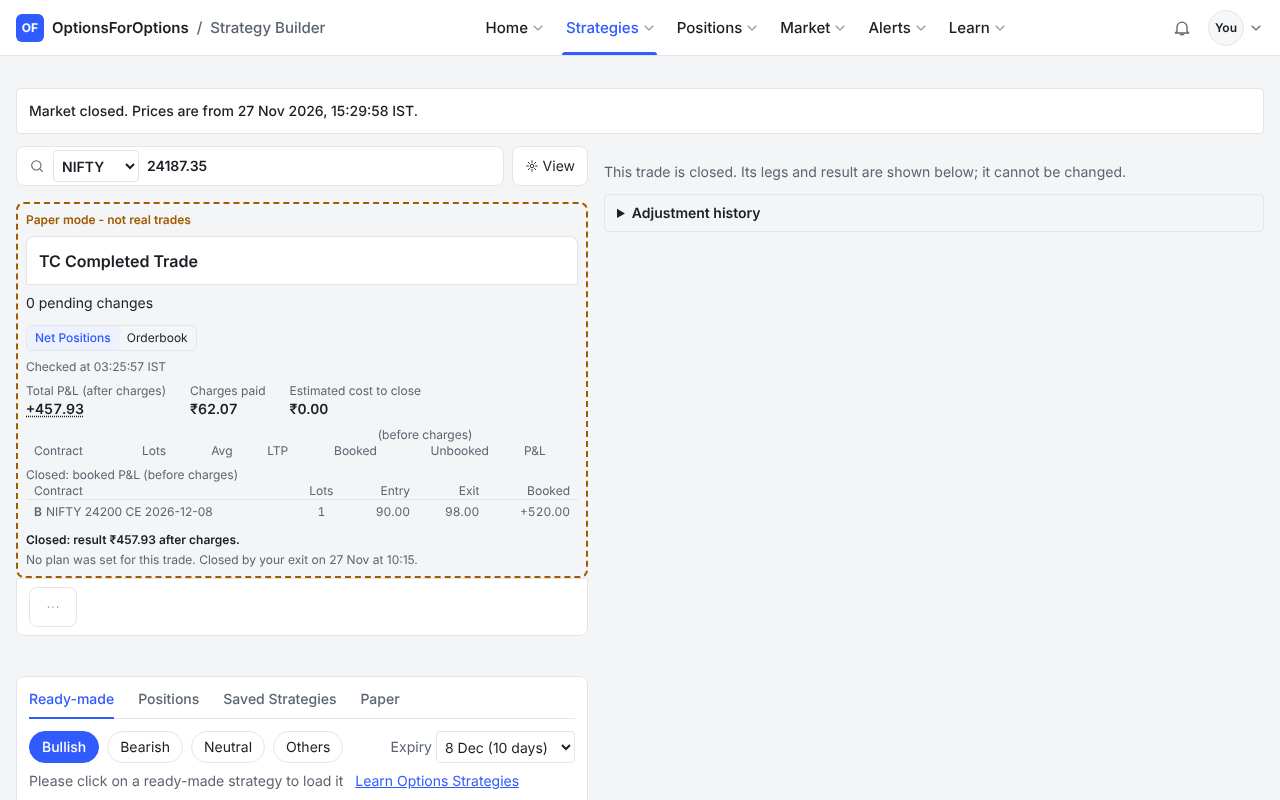 OF OptionsForOptions / Strategy Builder Home Strategies Positions Market Alerts Learn You
Market closed. Prices are from 27 Nov 2026, 15:29:58 IST.
NIFTY 24187.35 View
This trade is closed. Its legs and result are shown below; it cannot be changed.
Adjustment history
Paper mode - not real trades
TC Completed Trade
0 pending changes
Net Positions Orderbook
Checked at 03:25:57 IST
Total P&L (after charges) Charges paid Estimated cost to close
+457.93 ₹62.07 ₹0.00
(before charges)
Contract Lots Avg LTP Booked Unbooked P&L
Closed: booked P&L (before charges)
Contract Lots Entry Exit Booked
B NIFTY 24200 CE 2026-12-08 1 90.00 98.00 +520.00
Closed: result ₹457.93 after charges.
No plan was set for this trade. Closed by your exit on 27 Nov at 10:15.
...
Ready-made Positions Saved Strategies Paper
Bullish Bearish Neutral Others Expiry 8 Dec (10 days)
Please click on a ready-made strategy to load it Learn Options Strategies